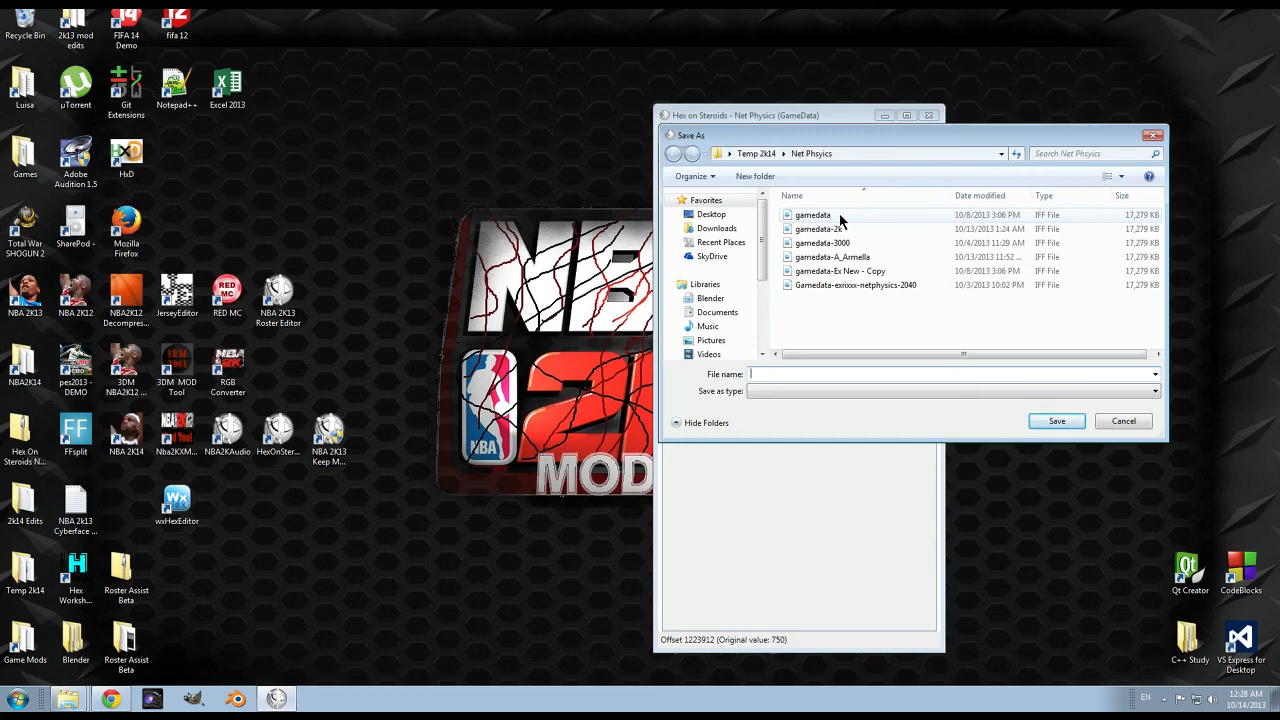 Recycle Bin
2k13 mod edits
FIFA 14 Demo
fifa 12
Luisa
µTorrent
Git Extensions
Notepad++
Excel 2013
Games
Adobe Audition 1.5
HxD
Total War SHOGUN 2
SharePod -
Mozilla Firefox
NBA 2K13
NBA 2K12
NBA2K12 Decompres...
JerseyEditor
RED MC
RED MC
NBA 2K13 Roster Editor
NBA2K14
pes2013 - DEMO
3DM NBA2K12 ...
3DM MOD Tool
RGB Converter
Hex On Steroids N...
FFsplit
NBA 2K14
Nba2KXM...
NBA2KAudio
HexOnSter...
NBA 2K13 Keep M...
2k14 Edits
NBA 2k13 Cyberface ...
wxHexEditor
Temp 2k14
Hex Worksh...
Roster Assist Beta
Game Mods
Blender
Roster Assist Beta
NBA
MOD
Hex on Steroids - Net Physics (GameData)
Save As
Temp 2k14 Net Phsyics
Search Net Phsyics
Organize New folder
Name Date modified Type Size
Favorites
Desktop
Downloads
Recent Places
SkyDrive
Libraries
Blender
Documents
Music
Pictures
Videos
gamedata 10/8/2013 3:06 PM IFF File 17,279 KB
gamedata-2k 10/13/2013 1:24 AM IFF File 17,279 KB
gamedata-3000 10/4/2013 11:29 AM IFF File 17,279 KB
gamedata-A_Armella 10/13/2013 11:52 ... IFF File 17,279 KB
gamedata-Ex New - Copy 10/8/2013 3:06 PM IFF File 17,279 KB
Gamedata-exrixxx-netphysics-2040 10/3/2013 10:02 PM IFF File 17,279 KB
File name:
Save as type:
Hide Folders
Save Cancel
Offset 1223912 (Original value: 750)
Qt Creator
CodeBlocks
C++ Study
VS Express for Desktop
EN
12:28 AM
10/14/2013